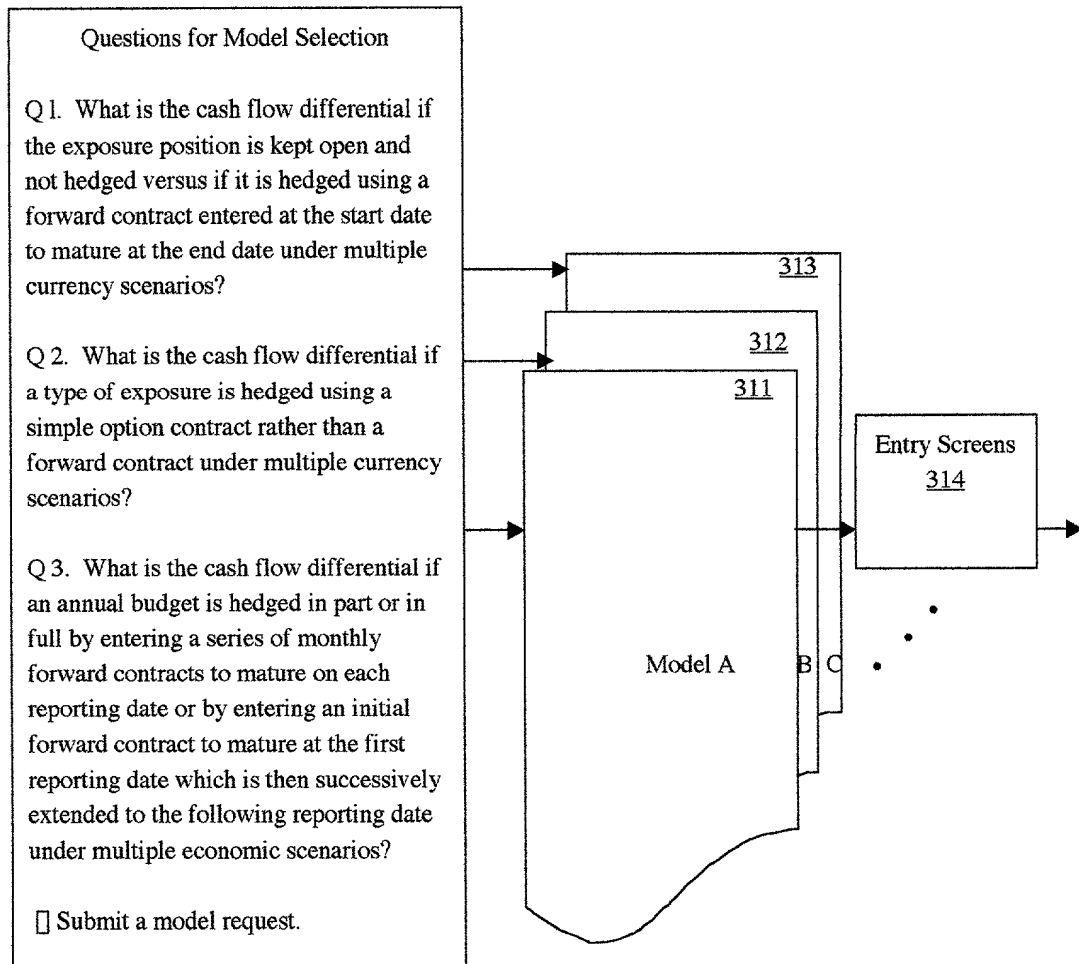 Questions for Model Selection
Q 1. What is the cash flow differential if
the exposure position is kept open and
not hedged versus if it is hedged using a
forward contract entered at the start date
to mature at the end date under multiple
currency scenarios?
Q 2. What is the cash flow differential if
a type of exposure is hedged using a
simple option contract rather than a
forward contract under multiple currency
scenarios?
Q 3. What is the cash flow differential if
an annual budget is hedged in part or in
full by entering a series of monthly
forward contracts to mature on each
reporting date or by entering an initial
forward contract to mature at the first
reporting date which is then successively
extended to the following reporting date
under multiple economic scenarios?
Submit a model request.
313
312
311
Model A
B
C
Entry Screens
314